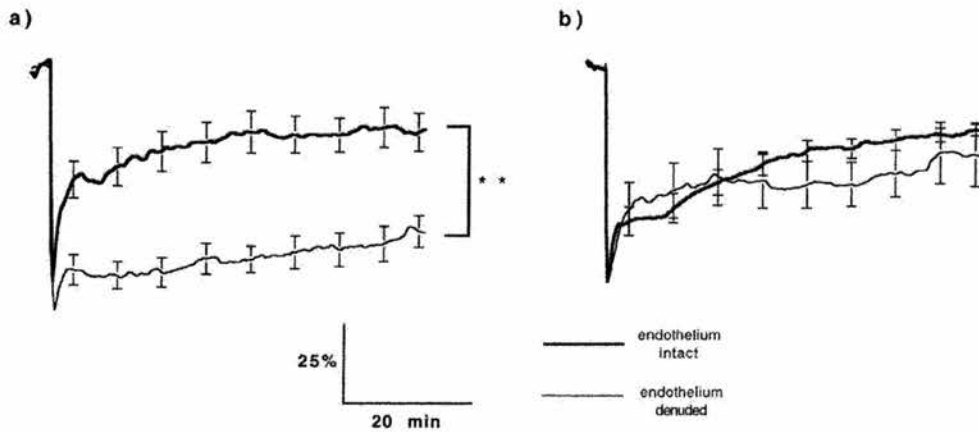 a)
b)
* *
25%
20 min
endothelium
intact
endothelium
denuded